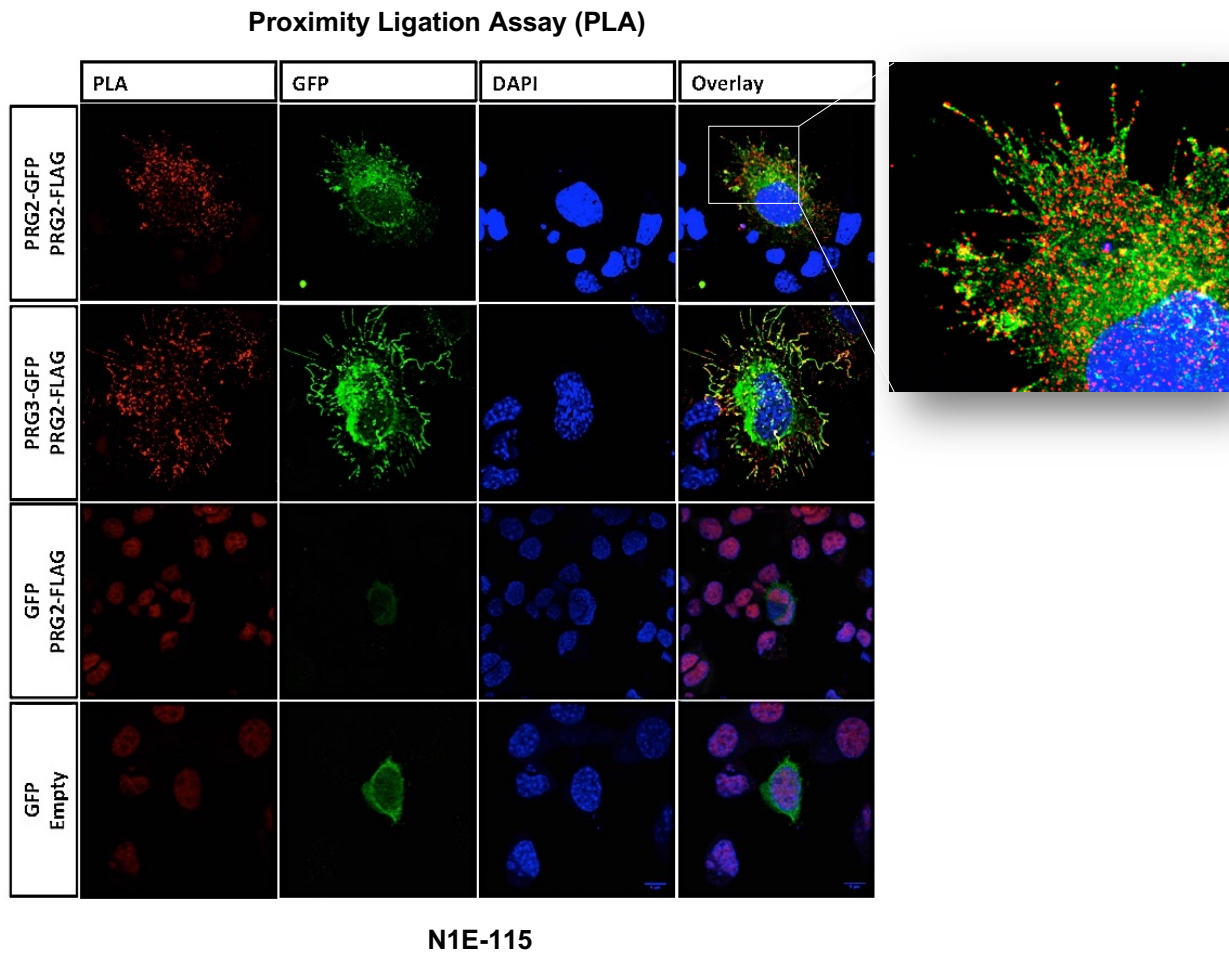 Proximity Ligation Assay (PLA)
PLA
GFP
DAPI
Overlay
PRG2-GFP
PRG2-FLAG
PRG3-GFP
PRG2-FLAG
GFP
PRG2-FLAG
GFP
Empty
N1E-115